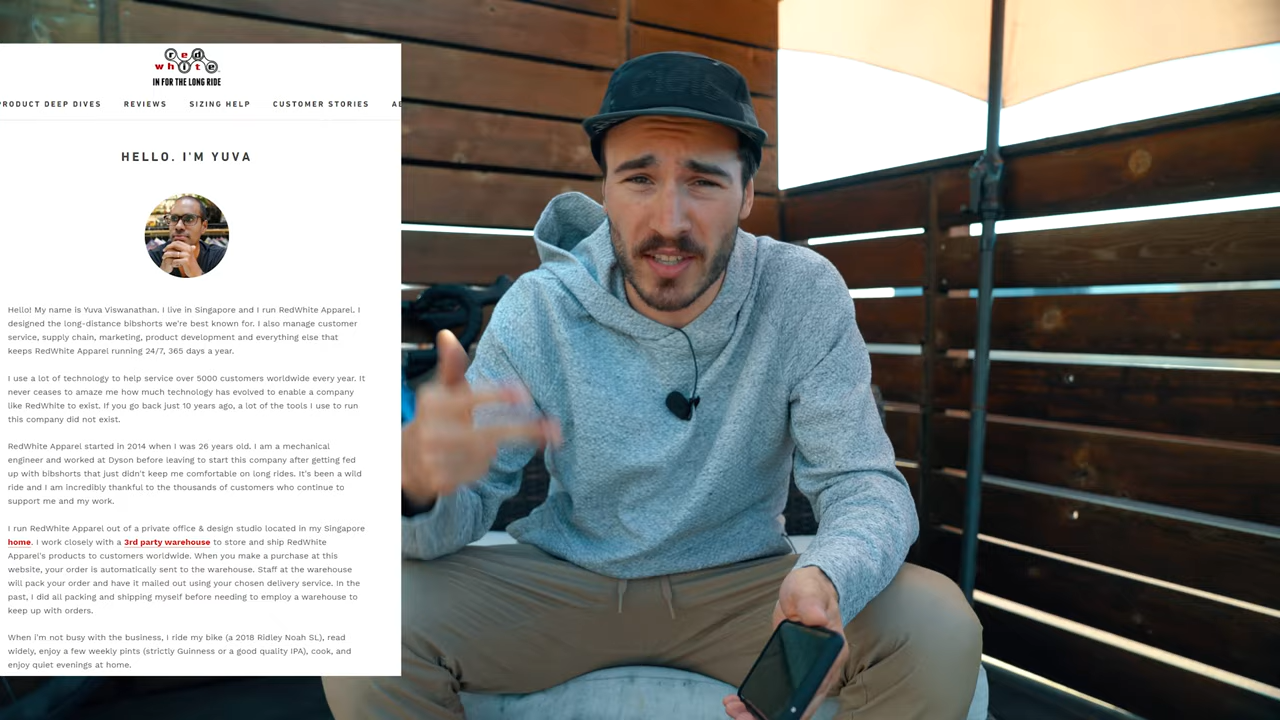 red
white
IN FOR THE LONG RIDE
PRODUCT DEEP DIVES REVIEWS SIZING HELP CUSTOMER STORIES
HELLO. I'M YUVA
Hello! My name is Yuva Viswanathan. I live in Singapore and I run RedWhite Apparel. I
designed the long-distance bibshorts we're best known for. I also manage customer
service, supply chain, marketing, product development and everything else that
keeps RedWhite Apparel running 24/7, 365 days a year.
I use a lot of technology to help service over 5000 customers worldwide every year. It
never ceases to amaze me how much technology has evolved to enable a company
like RedWhite to exist. If you go back just 10 years ago, a lot of the tools I use to run
this company did not exist.
RedWhite Apparel started in 2014 when I was 26 years old. I am a mechanical
engineer and worked at Dyson before leaving to start this company after getting fed
up with bibshorts that just didn't keep me comfortable on long rides. It's been a wild
ride and I am incredibly thankful to the thousands of customers who continue to
support me and my work.
I run RedWhite Apparel out of a private office & design studio located in my Singapore
home. I work closely with a 3rd party warehouse to store and ship RedWhite
Apparel's products to customers worldwide. When you make a purchase at this
website, your order is automatically sent to the warehouse. Staff at the warehouse
will pack your order and have it mailed out using your chosen delivery service. In the
past, I did all packing and shipping myself before needing to employ a warehouse to
keep up with orders.
When i'm not busy with the business, I ride my bike (a 2018 Ridley Noah SL), read
widely, enjoy a few weekly pints (strictly Guinness or a good quality IPA), cook, and
enjoy quiet evenings at home.